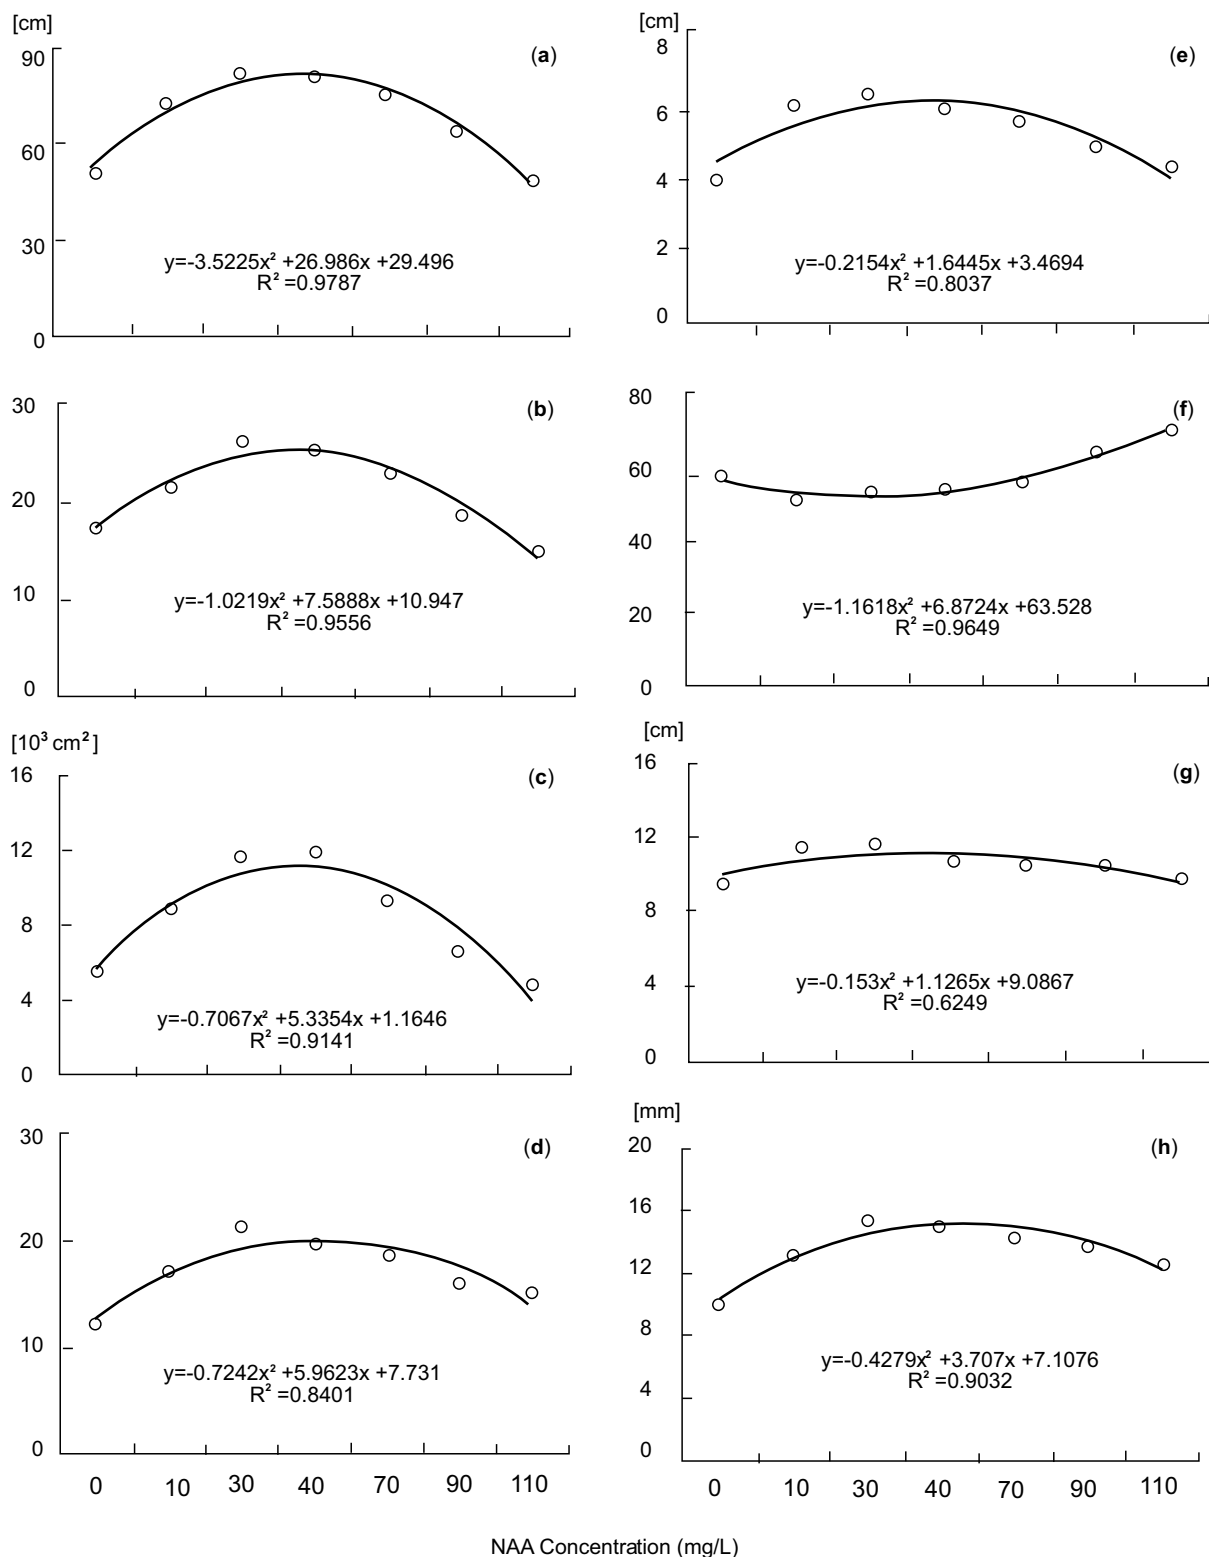 [cm]
90
60
30
0
(a)
y=-3.5225x² +26.986x +29.496
R² =0.9787
30
20
10
0
(b)
y=-1.0219x² +7.5888x +10.947
R² =0.9556
[10³ cm²]
16
12
8
4
0
(c)
y=-0.7067x² +5.3354x +1.1646
R² =0.9141
30
20
10
0
(d)
y=-0.7242x² +5.9623x +7.731
R² =0.8401
0 10 30 40 70 90 110
[cm]
8
6
4
2
0
(e)
y=-0.2154x² +1.6445x +3.4694
R² =0.8037
80
60
40
20
0
(f)
y=-1.1618x² +6.8724x +63.528
R² =0.9649
[cm]
16
12
8
4
0
(g)
y=-0.153x² +1.1265x +9.0867
R² =0.6249
[mm]
20
16
12
8
4
0
(h)
y=-0.4279x² +3.707x +7.1076
R² =0.9032
0 10 30 40 70 90 110
NAA Concentration (mg/L)